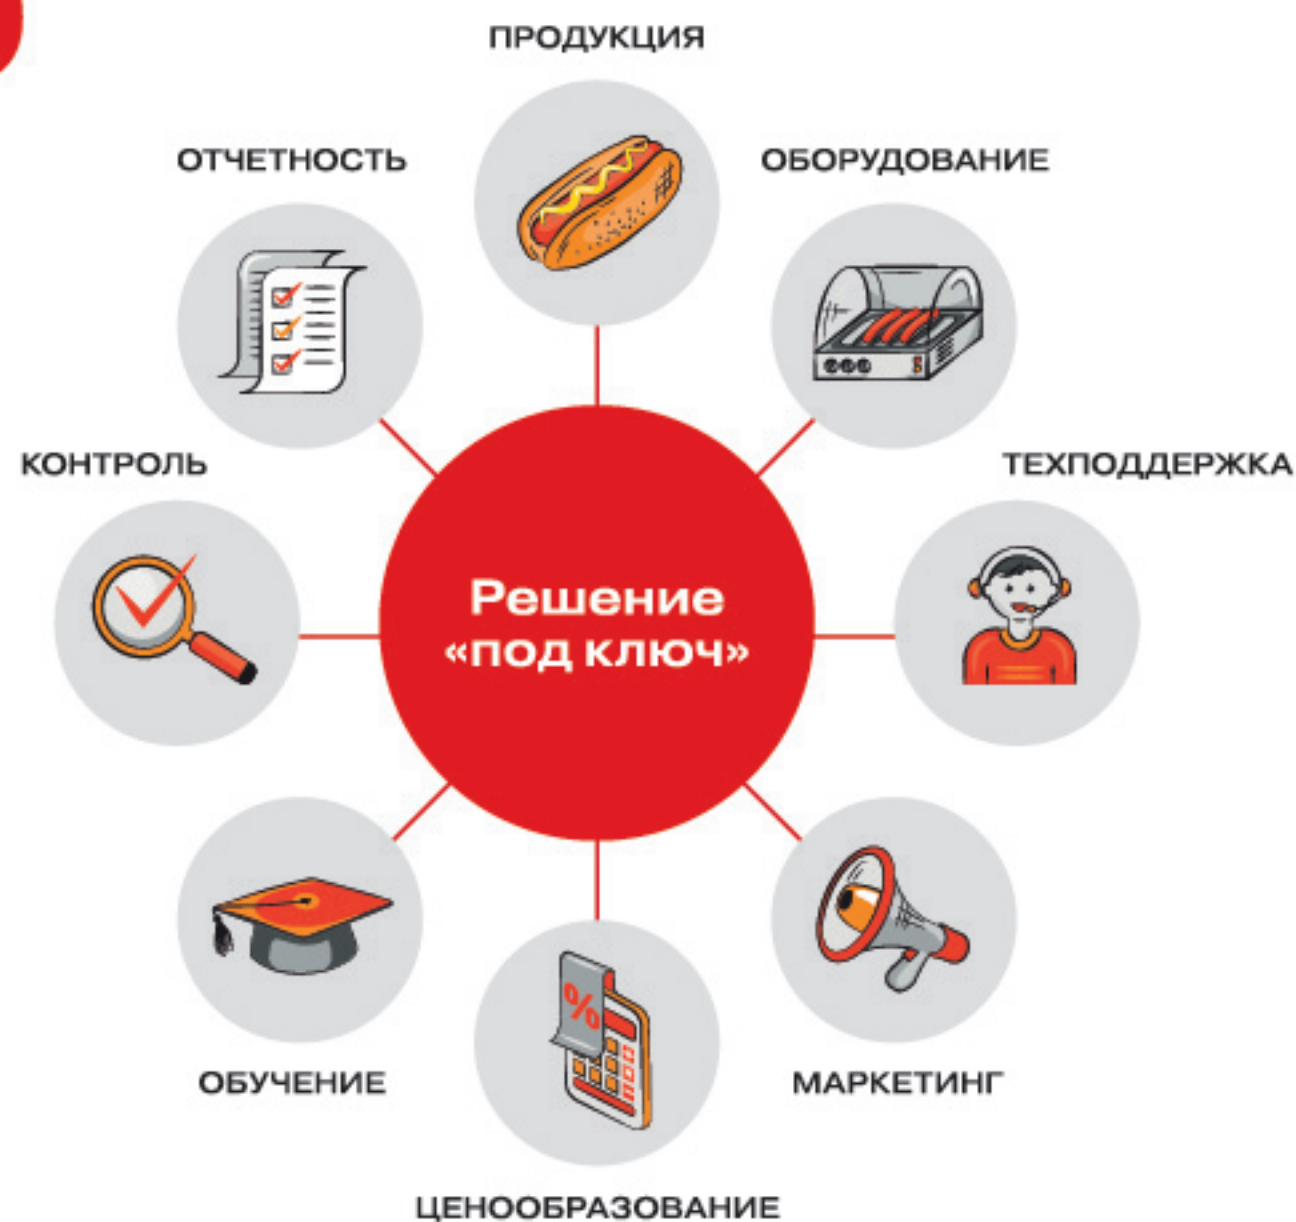 ПРОДУКЦИЯ
ОТЧЕТНОСТЬ
ОБОРУДОВАНИЕ
КОНТРОЛЬ
ТЕХПОДДЕРЖКА
Решение
«под ключ»
%
ОБУЧЕНИЕ
МАРКЕТИНГ
ЦЕНООБРАЗОВАНИЕ